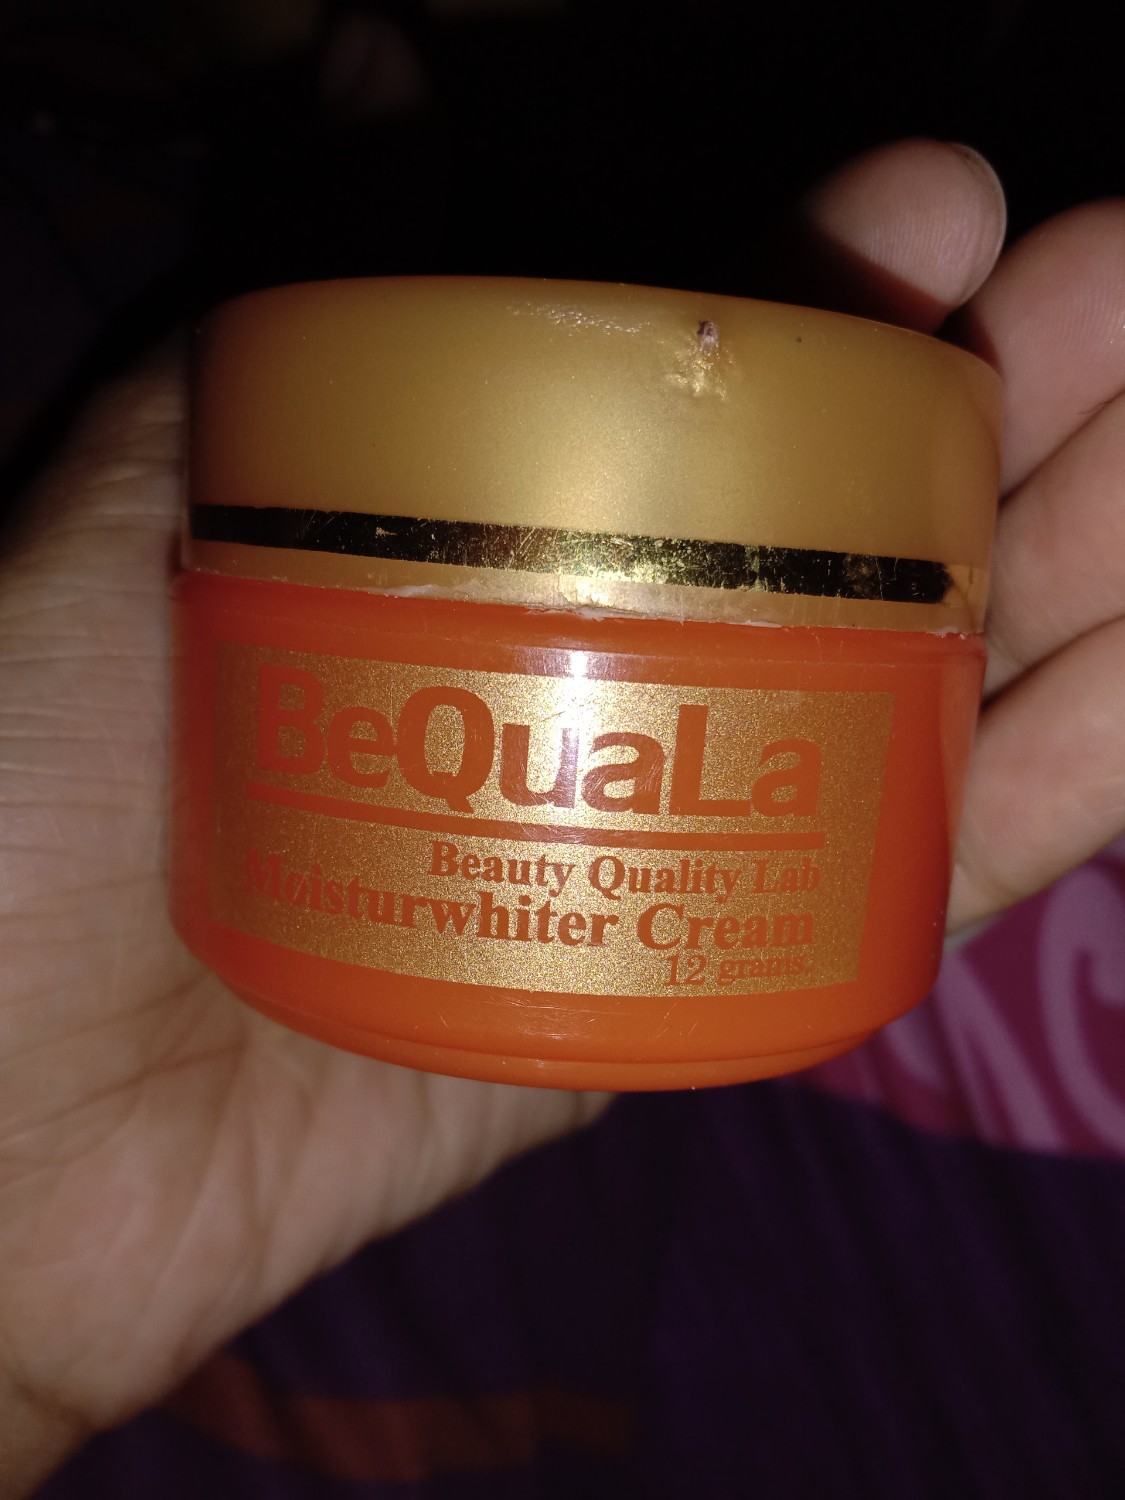 BeQuaLa
Beauty Quality Lab
Moisturwhiter Cream
12 grams.